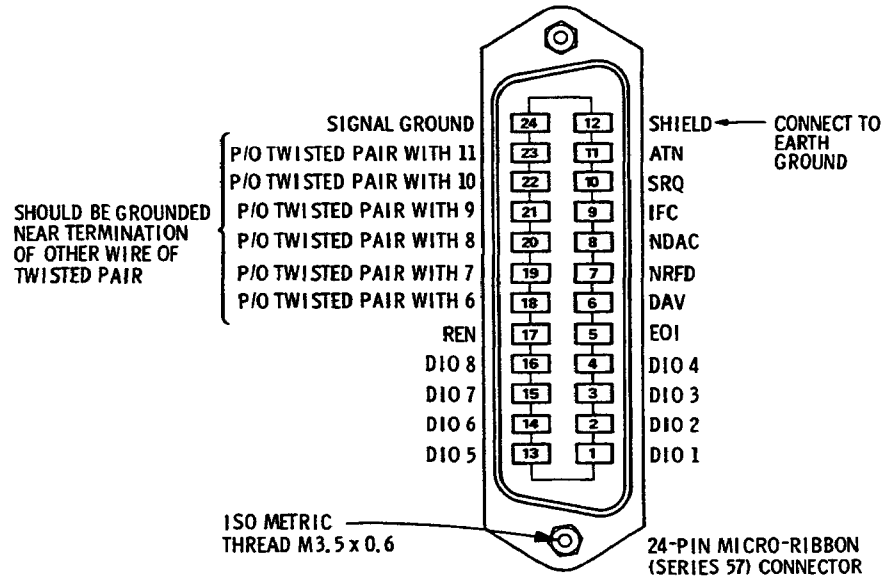 SIGNAL GROUND 24 12 SHIELD CONNECT TO
EARTH
GROUND
P/O TWISTED PAIR WITH 11 23 11 ATN
P/O TWISTED PAIR WITH 10 22 10 SRQ
P/O TWISTED PAIR WITH 9 21 9 IFC
P/O TWISTED PAIR WITH 8 20 8 NDAC
P/O TWISTED PAIR WITH 7 19 7 NRFD
P/O TWISTED PAIR WITH 6 18 6 DAV
SHOULD BE GROUNDED
NEAR TERMINATION
OF OTHER WIRE OF
TWISTED PAIR
REN 17 5 EOI
DIO 8 16 4 DIO 4
DIO 7 15 3 DIO 3
DIO 6 14 2 DIO 2
DIO 5 13 1 DIO 1
ISO METRIC
THREAD M3.5 x 0.6
24-PIN MICRO-RIBBON
(SERIES 57) CONNECTOR